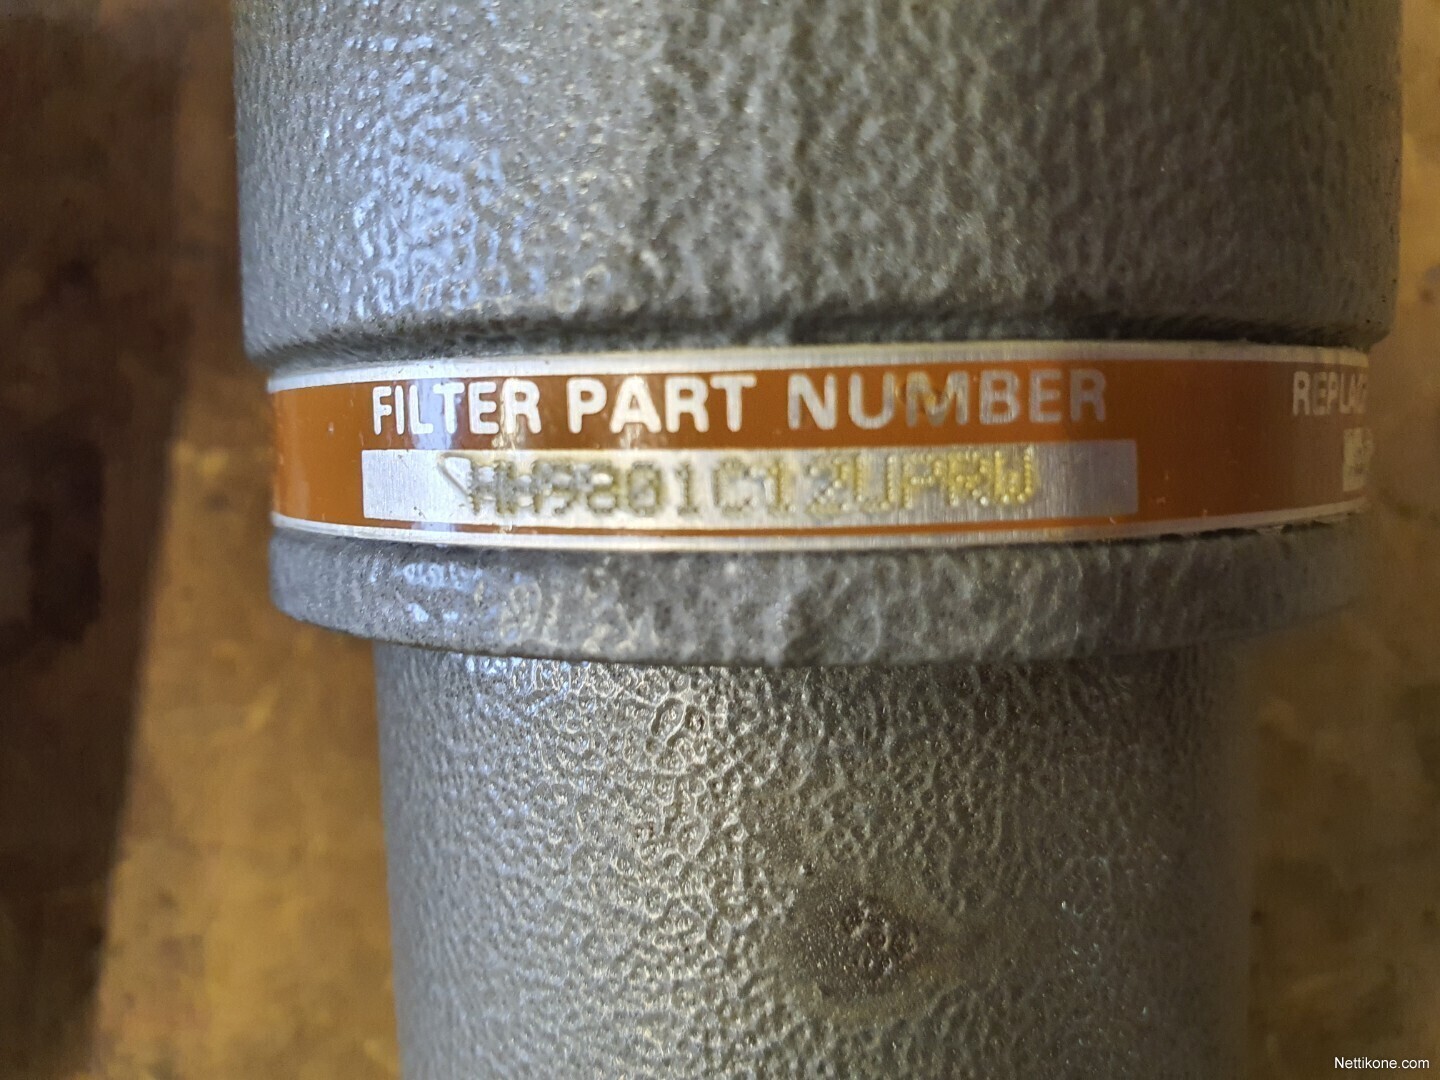 FILTER PART NUMBER
HH9801C12UPRW
Nettikone.com